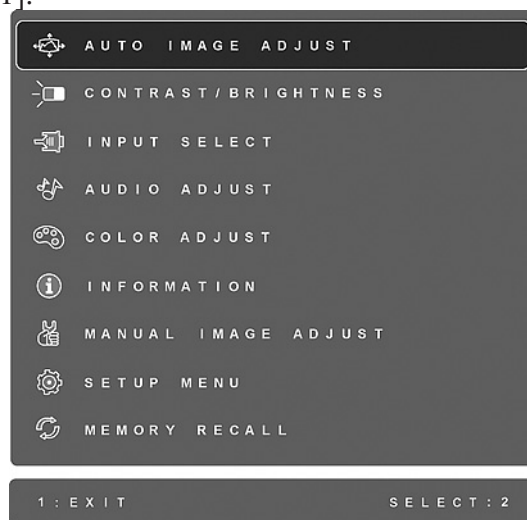 AUTO IMAGE ADJUST
CONTRAST/BRIGHTNESS
INPUT SELECT
AUDIO ADJUST
COLOR ADJUST
INFORMATION
MANUAL IMAGE ADJUST
SETUP MENU
MEMORY RECALL
1:EXIT SELECT:2